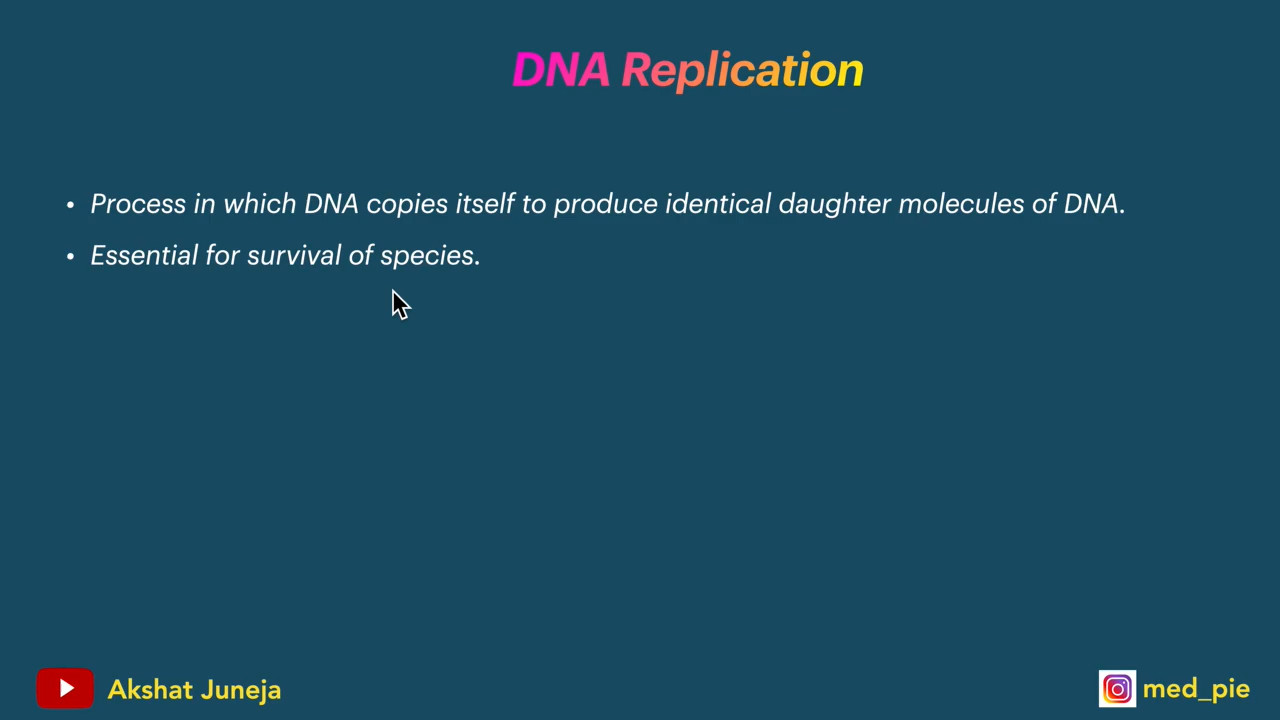 DNA Replication
• Process in which DNA copies itself to produce identical daughter molecules of DNA.
• Essential for survival of species.
Akshat Juneja
med_pie